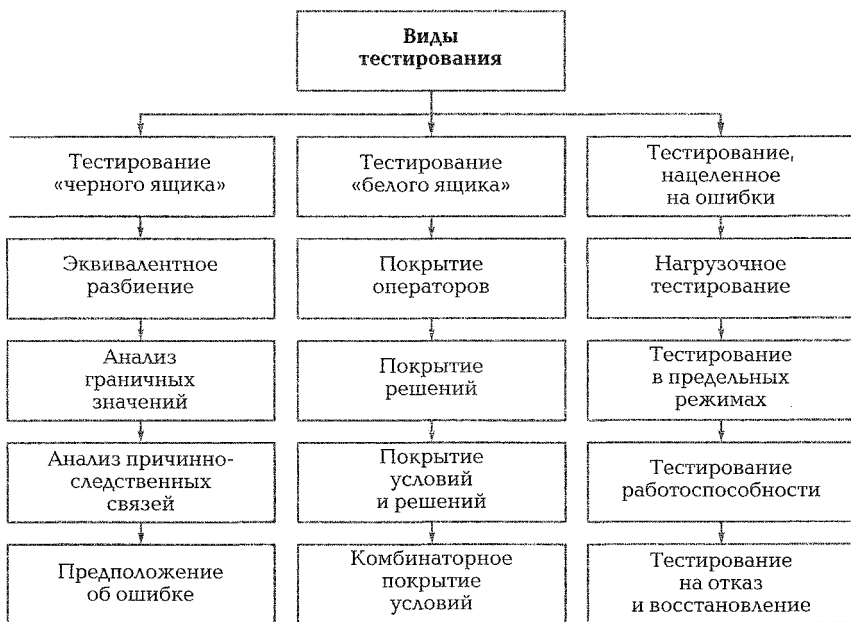 Виды
тестирования
Тестирование
«черного ящика»
Тестирование
«белого ящика»
Тестирование,
нацеленное
на ошибки
Эквивалентное
разбиение
Покрытие
операторов
Нагрузочное
тестирование
Анализ
граничных
значений
Покрытие
решений
Тестирование
в предельных
режимах
Анализ причинно-
следственных
связей
Покрытие
условий
и решений
Тестирование
работоспособности
Предположение
об ошибке
Комбинаторное
покрытие
условий
Тестирование
на отказ
и восстановление